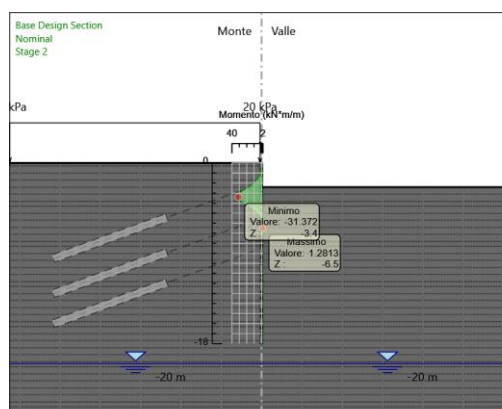 Base Design Section
Nominal
Stage 2
Monte
Valle
kPa
20 kPa
Momento (kN*m/m)
40 2
0
Minimo
Valore: -31.372
Z : -3.4
Massimo
Valore: 1.2813
Z : -6.5
-18
-20 m
-20 m